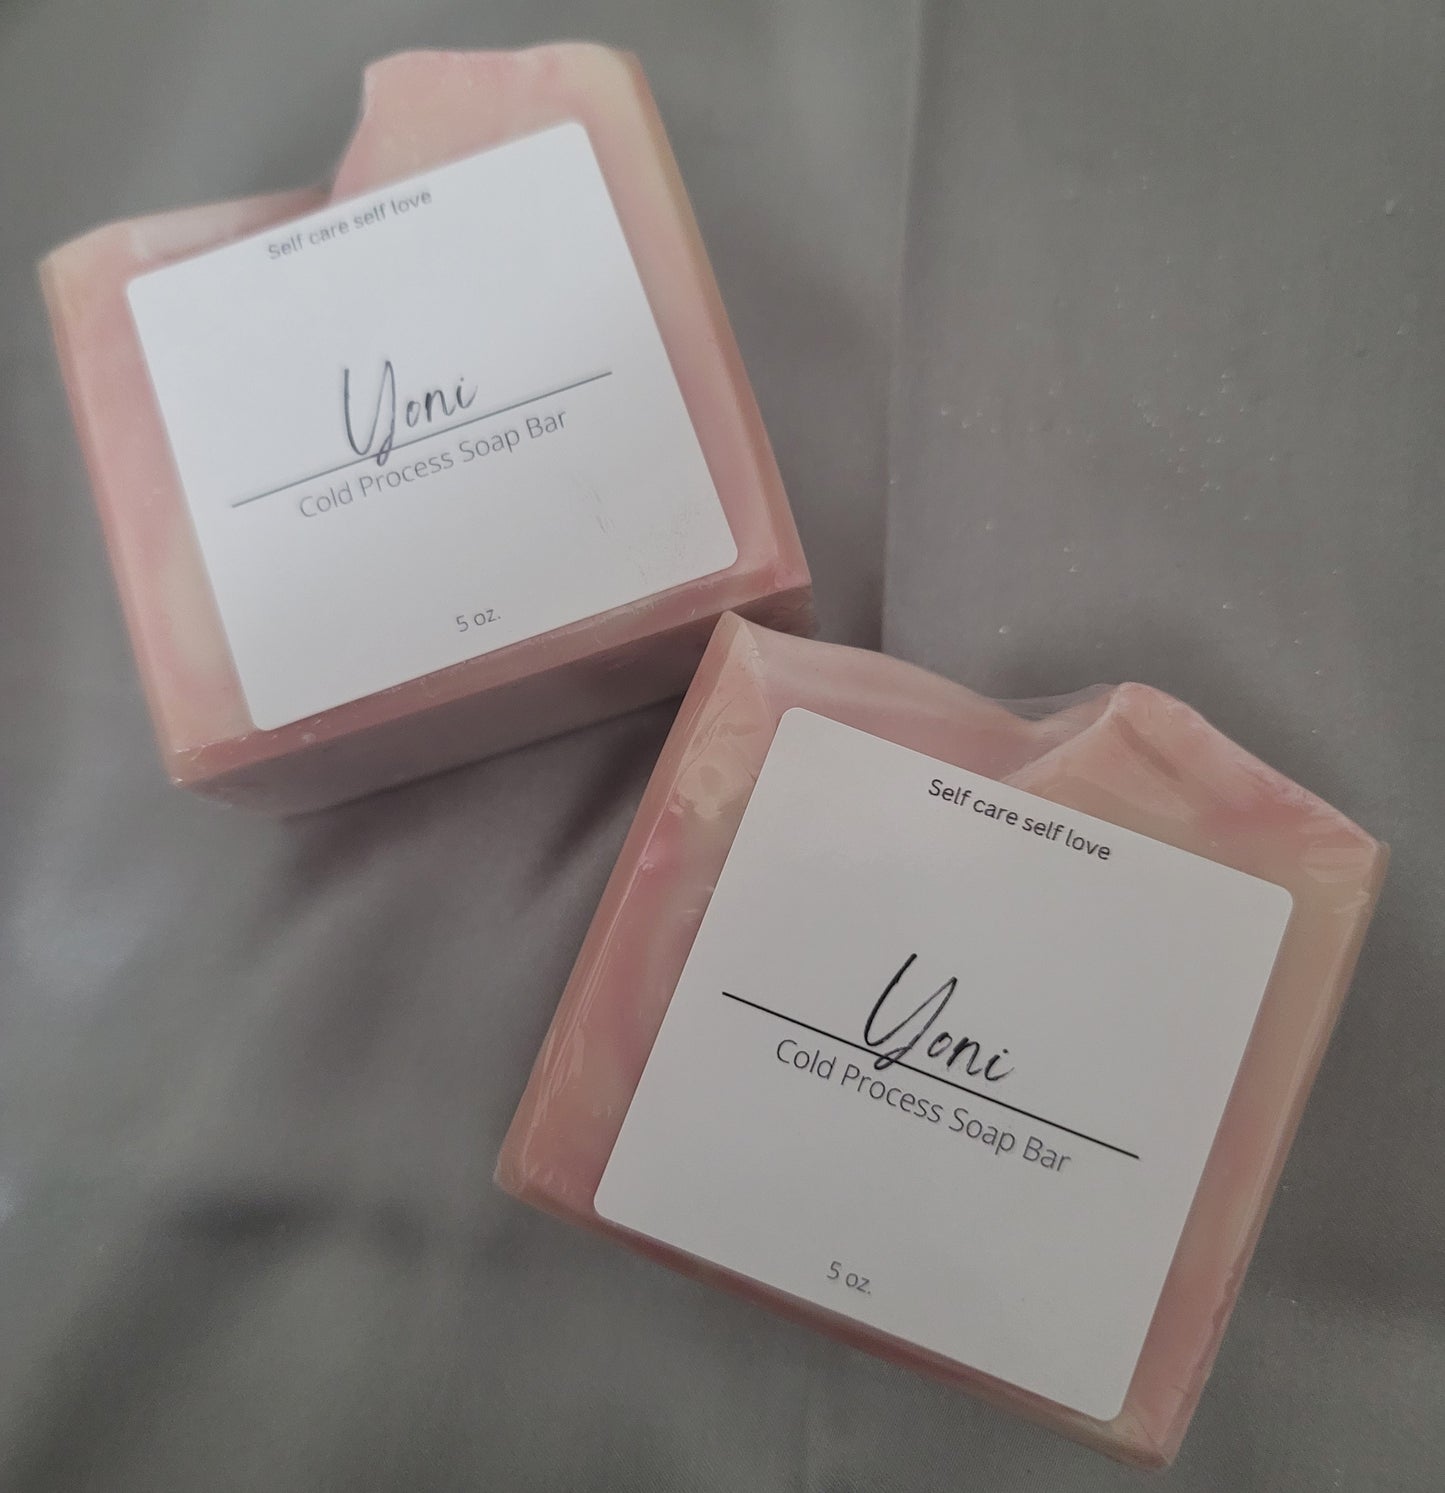 Self care self love
Yoni
Cold Process Soap Bar
5 oz.
Self care self love
Yoni
Cold Process Soap Bar
5 oz.